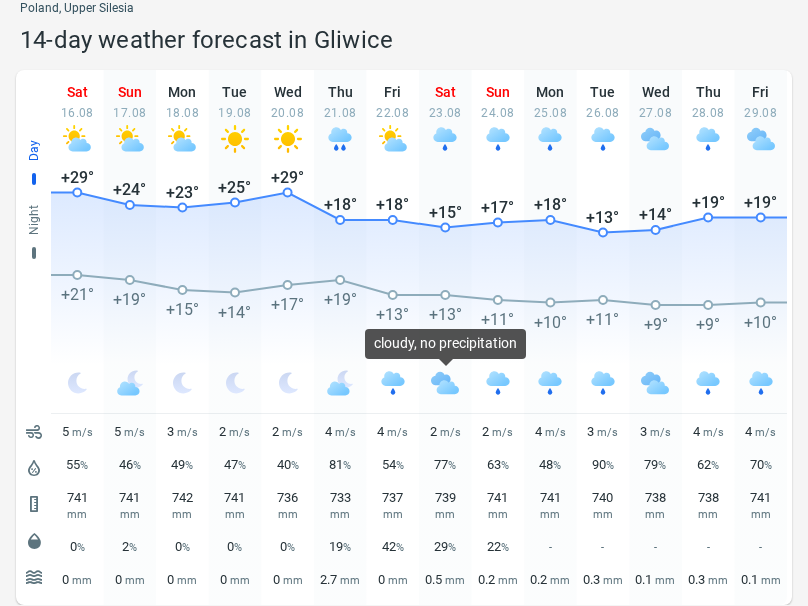 Poland, Upper Silesia
14-day weather forecast in Gliwice
Sat Sun Mon Tue Wed Thu Fri Sat Sun Mon Tue Wed Thu Fri
16.08 17.08 18.08 19.08 20.08 21.08 22.08 23.08 24.08 25.08 26.08 27.08 28.08 29.08
Day
+29° +24° +23° +25° +29° +18° +18° +15° +17° +18° +13° +14° +19° +19°
Night
+21° +19° +15° +14° +17° +19° +13° +13° +11° +10° +11° +9° +9° +10°
cloudy, no precipitation
5 m/s 5 m/s 3 m/s 2 m/s 2 m/s 4 m/s 4 m/s 2 m/s 2 m/s 4 m/s 3 m/s 3 m/s 4 m/s 4 m/s
55% 46% 49% 47% 40% 81% 54% 77% 63% 48% 90% 79% 62% 70%
741 741 742 741 736 733 737 739 741 741 740 738 738 741
mm mm mm mm mm mm mm mm mm mm mm mm mm mm
0% 2% 0% 0% 0% 19% 42% 29% 22% - - - - -
0 mm 0 mm 0 mm 0 mm 0 mm 2.7 mm 0 mm 0.5 mm 0.2 mm 0.2 mm 0.3 mm 0.1 mm 0.3 mm 0.1 mm